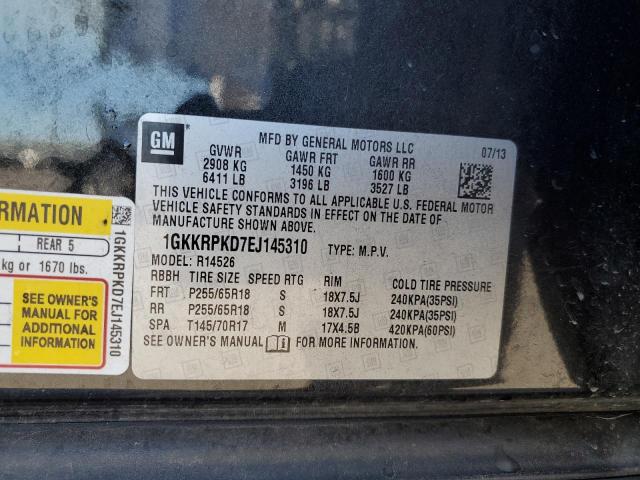 GM
MFD BY GENERAL MOTORS LLC 07/13
GVWR GAWR FRT GAWR RR
2908 KG 1450 KG 1600 KG
6411 LB 3196 LB 3527 LB
THIS VEHICLE CONFORMS TO ALL APPLICABLE U.S. FEDERAL MOTOR
VEHICLE SAFETY STANDARDS IN EFFECT ON THE DATE OF
MANUFACTURE SHOWN ABOVE.
1GKKRPKD7EJ145310 TYPE: M.P.V.
MODEL: R14526
RBBH TIRE SIZE SPEED RTG RIM COLD TIRE PRESSURE
FRT P255/65R18 S 18X7.5J 240KPA(35PSI)
RR P255/65R18 S 18X7.5J 240KPA(35PSI)
SPA T145/70R17 M 17X4.5B 420KPA(60PSI)
SEE OWNER'S MANUAL FOR MORE INFORMATION.
REAR 5
kg or 1670 lbs.
SEE OWNER'S
MANUAL FOR
ADDITIONAL
INFORMATION
1GKKRPKD7EJ145310